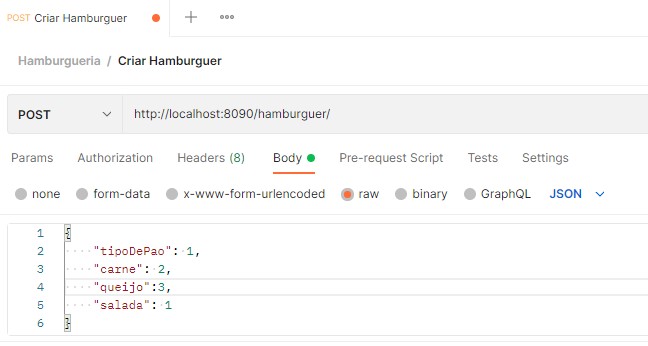 POST Criar Hamburguer
Hamburgueria / Criar Hamburguer
POST http://localhost:8090/hamburguer/
Params Authorization Headers (8) Body Pre-request Script Tests Settings
none form-data x-www-form-urlencoded raw binary GraphQL JSON
1 {
2 "tipoDePao": 1,
3 "carne": 2,
4 "queijo":3,
5 "salada": 1
6 }